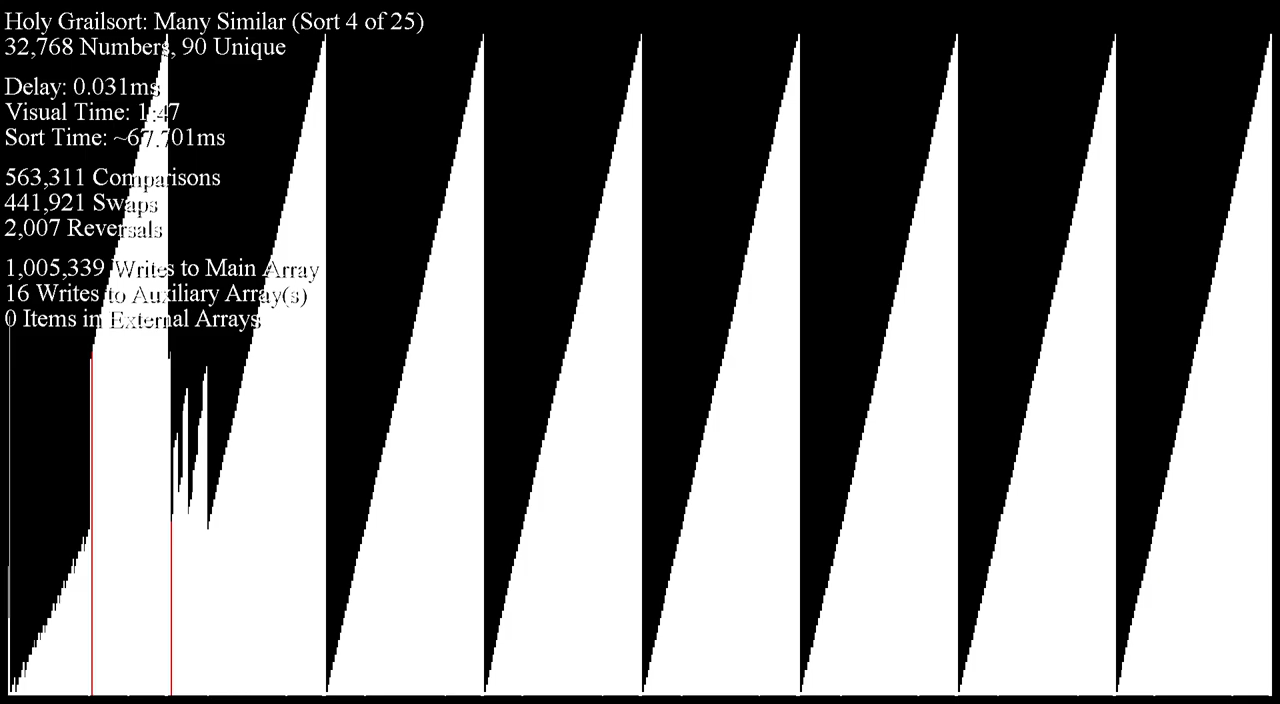 Holy Grailsort: Many Similar (Sort 4 of 25)
32,768 Numbers, 90 Unique
Delay: 0.031ms
Visual Time: 1:47
Sort Time: ~67.701ms
563,311 Comparisons
441,921 Swaps
2,007 Reversals
1,005,339 Writes to Main Array
16 Writes to Auxiliary Array(s)
0 Items in External Arrays